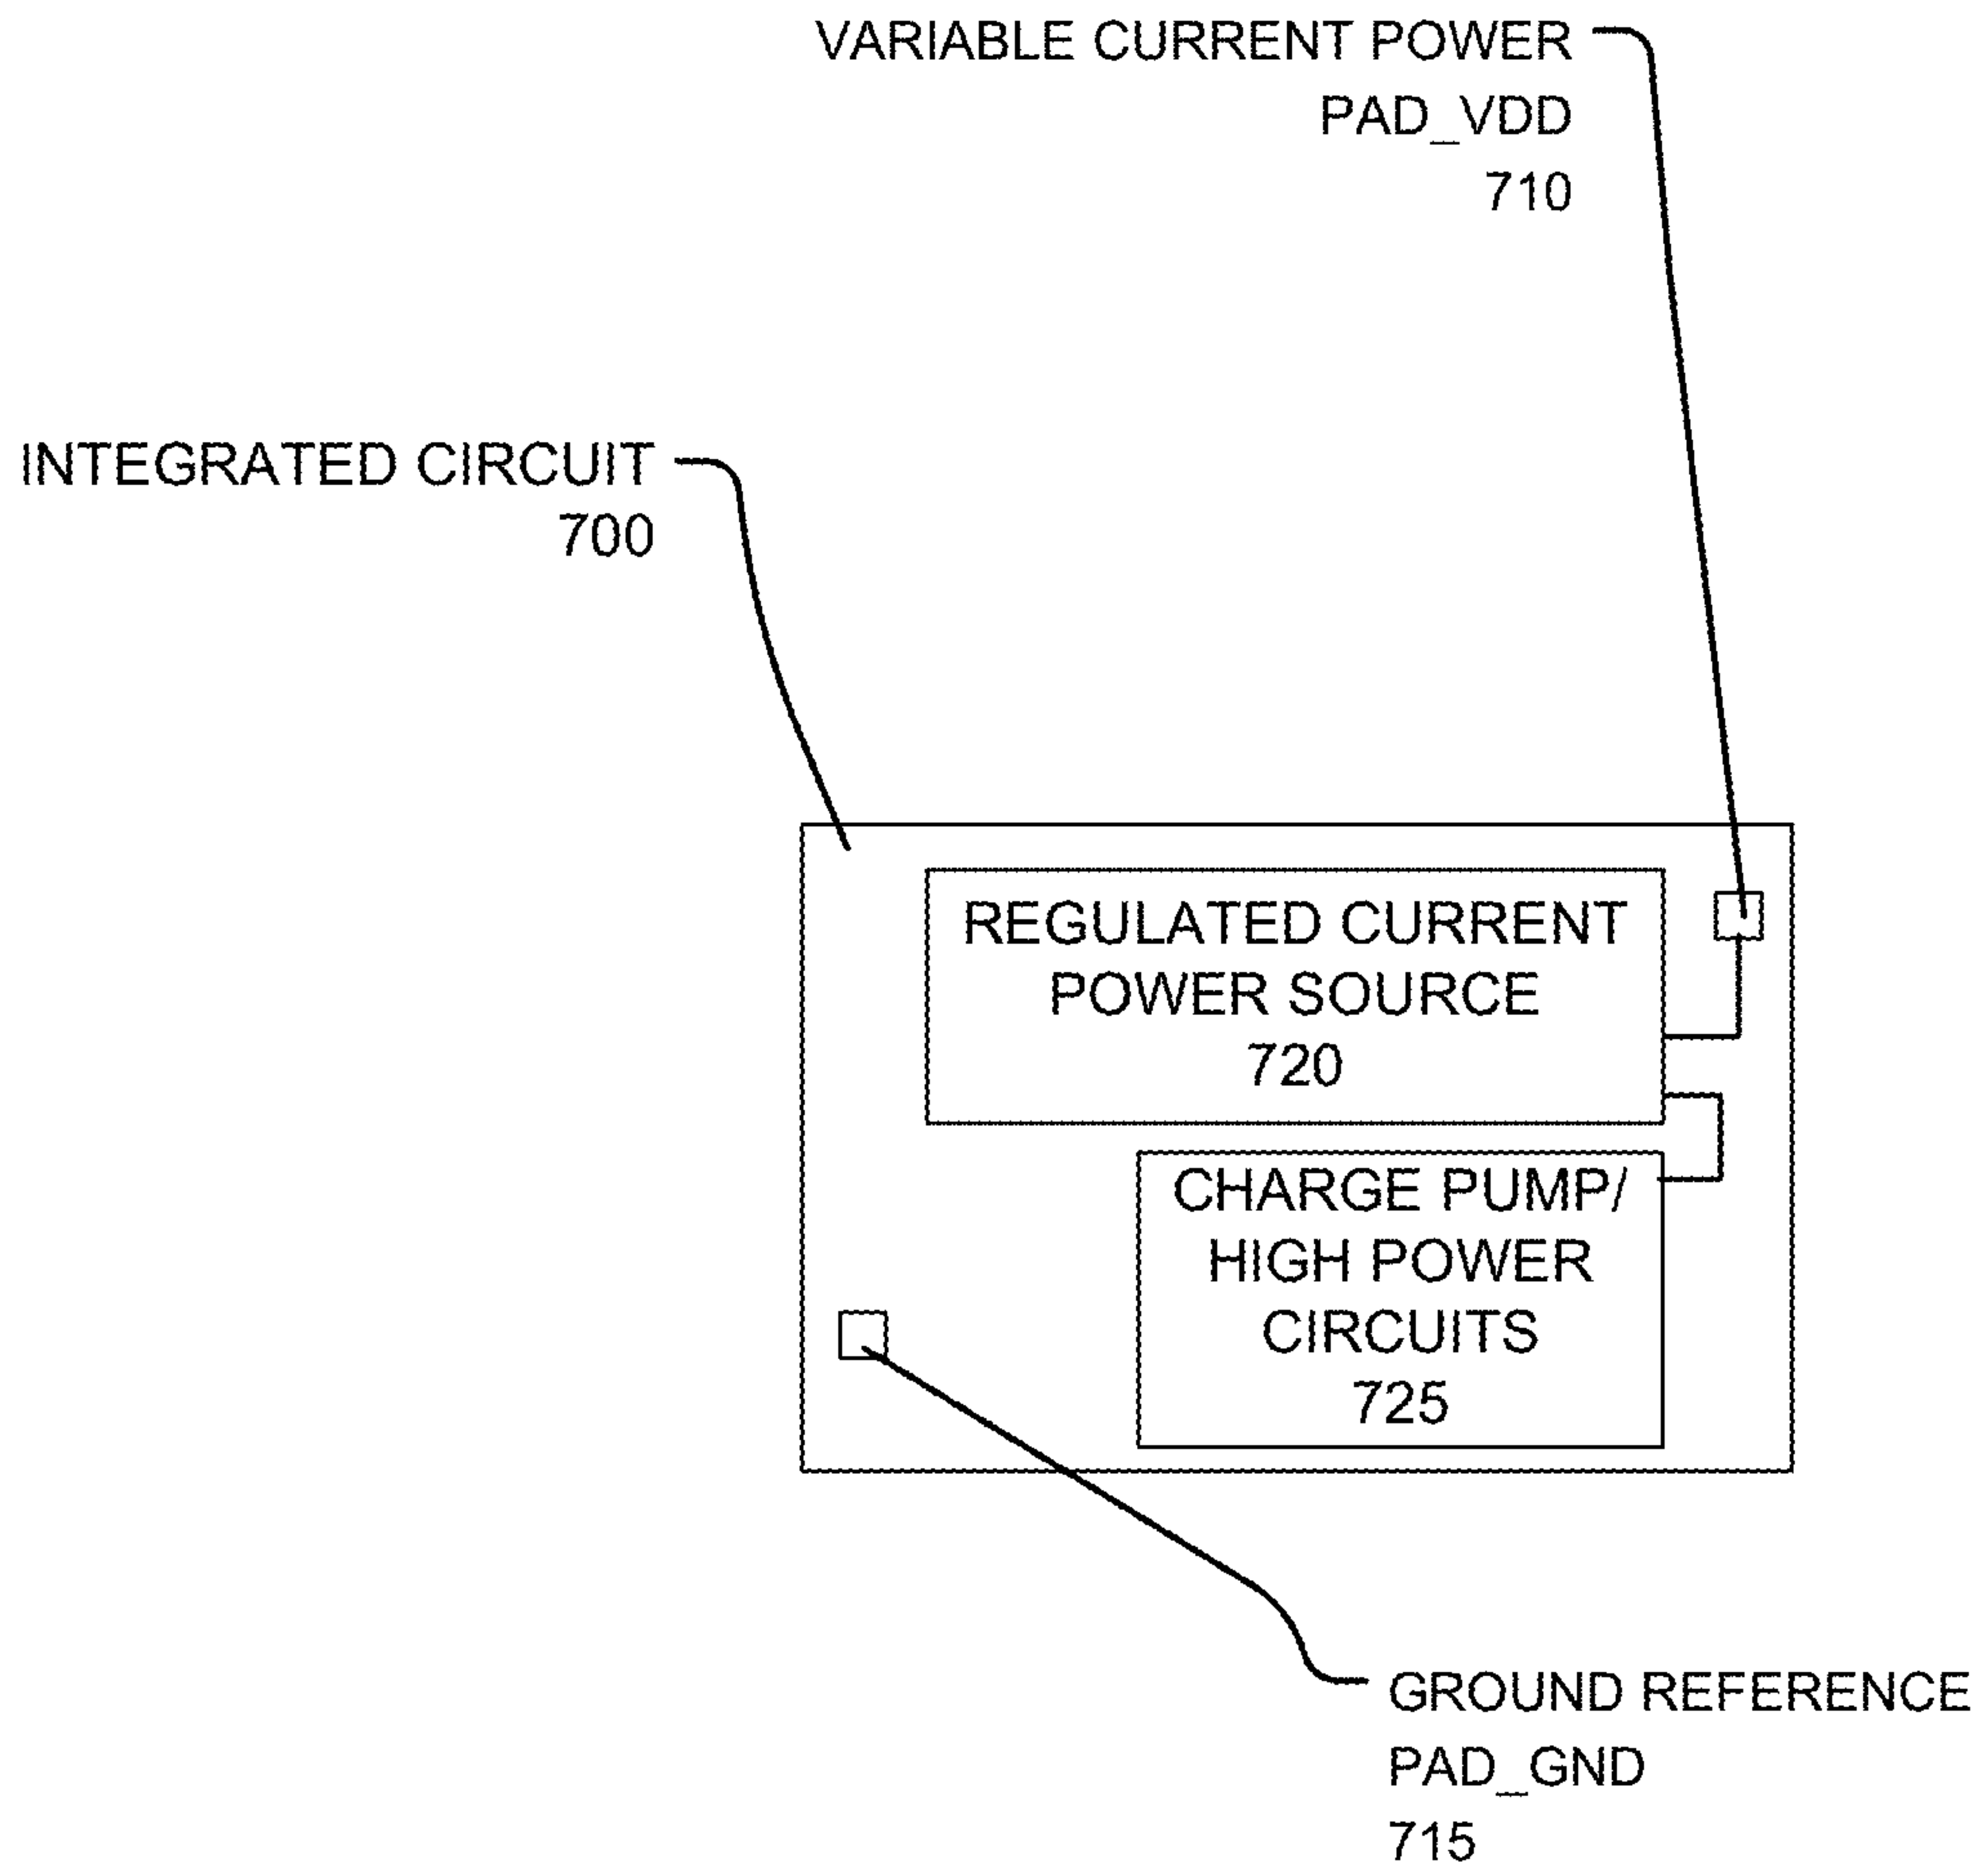 VARIABLE CURRENT POWER
PAD_VDD
710
INTEGRATED CIRCUIT
700
REGULATED CURRENT
POWER SOURCE
720
CHARGE PUMP/
HIGH POWER
CIRCUITS
725
GROUND REFERENCE
PAD_GND
715